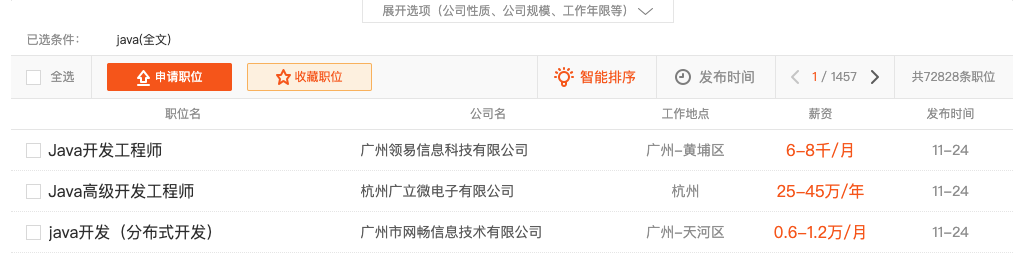 展开选项（公司性质、公司规模、工作年限等）
已选条件： java(全文)
全选 申请职位 收藏职位 智能排序 发布时间 1 / 1457 共72828条职位
职位名 公司名 工作地点 薪资 发布时间
Java开发工程师 广州领易信息科技有限公司 广州-黄埔区 6-8千/月 11-24
Java高级开发工程师 杭州广立微电子有限公司 杭州 25-45万/年 11-24
java开发（分布式开发） 广州市网畅信息技术有限公司 广州-天河区 0.6-1.2万/月 11-24